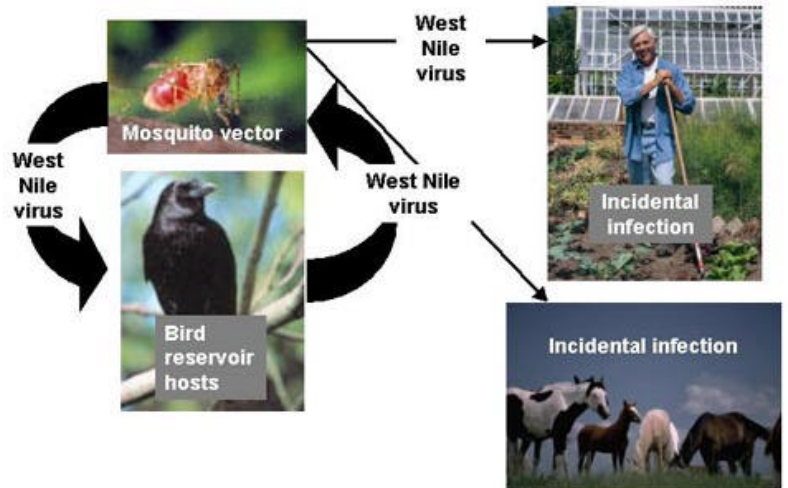 West
Nile
virus
Mosquito vector
West
Nile
virus
West Nile
virus
Incidental
infection
Bird
reservoir
hosts
Incidental infection